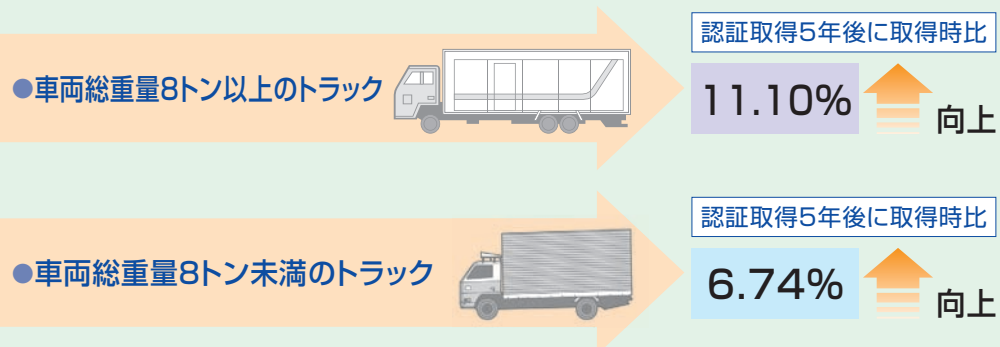 認証取得5年後に取得時比
●車両総重量8トン以上のトラック
11.10%
向上
認証取得5年後に取得時比
●車両総重量8トン未満のトラック
6.74%
向上